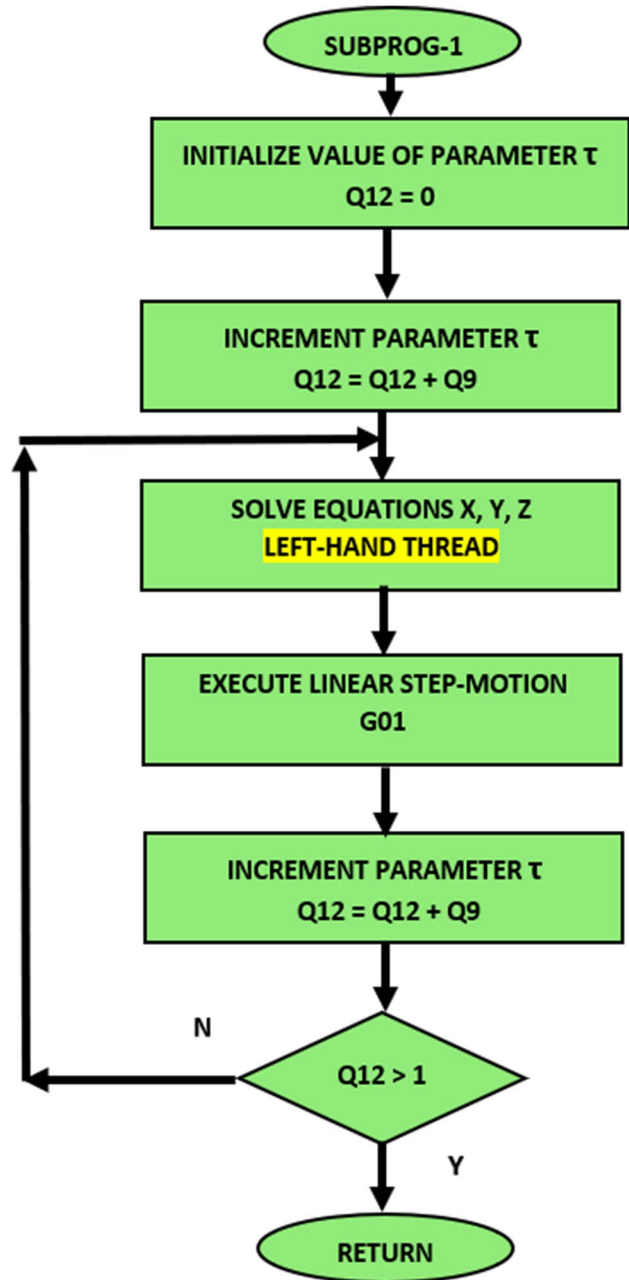 SUBPROG-1
INITIALIZE VALUE OF PARAMETER τ
Q12 = 0
INCREMENT PARAMETER τ
Q12 = Q12 + Q9
SOLVE EQUATIONS X, Y, Z
LEFT-HAND THREAD
EXECUTE LINEAR STEP-MOTION
G01
INCREMENT PARAMETER τ
Q12 = Q12 + Q9
N
Q12 > 1
Y
RETURN